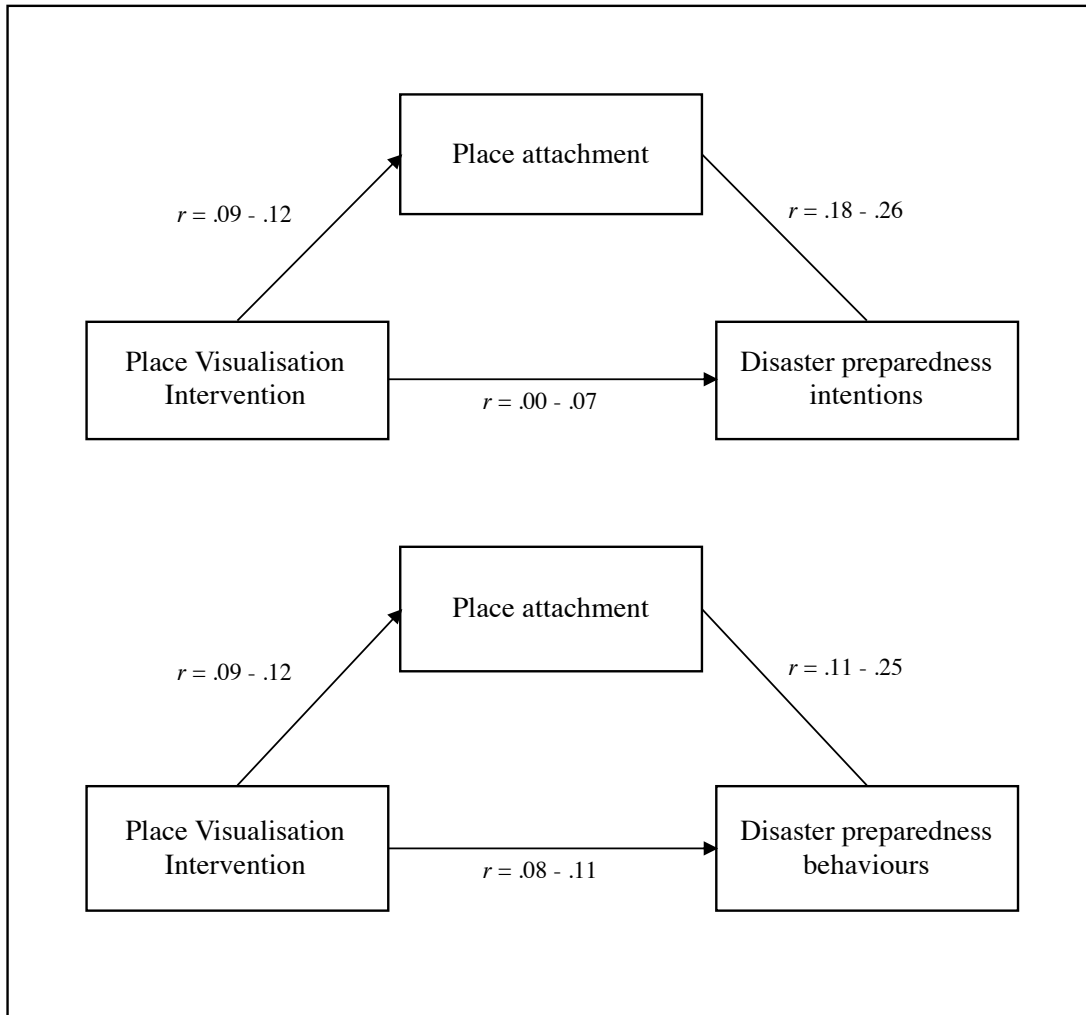 Place attachment
r = .09 - .12
r = .18 - .26
Place Visualisation
Intervention
Disaster preparedness
intentions
r = .00 - .07
Place attachment
r = .09 - .12
r = .11 - .25
Place Visualisation
Intervention
Disaster preparedness
behaviours
r = .08 - .11